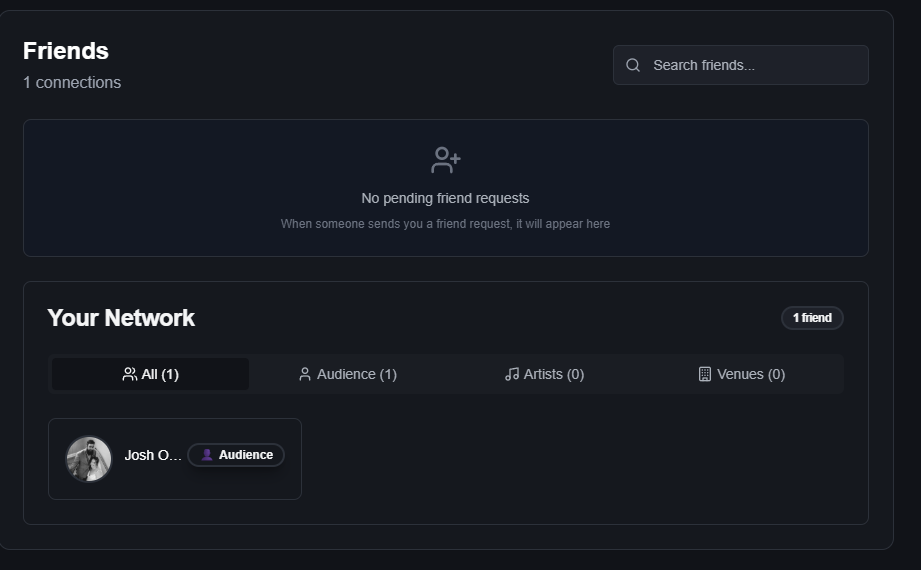 Friends
1 connections
Search friends...
No pending friend requests
When someone sends you a friend request, it will appear here
Your Network
1 friend
All (1)
Audience (1)
Artists (0)
Venues (0)
Josh O...
Audience